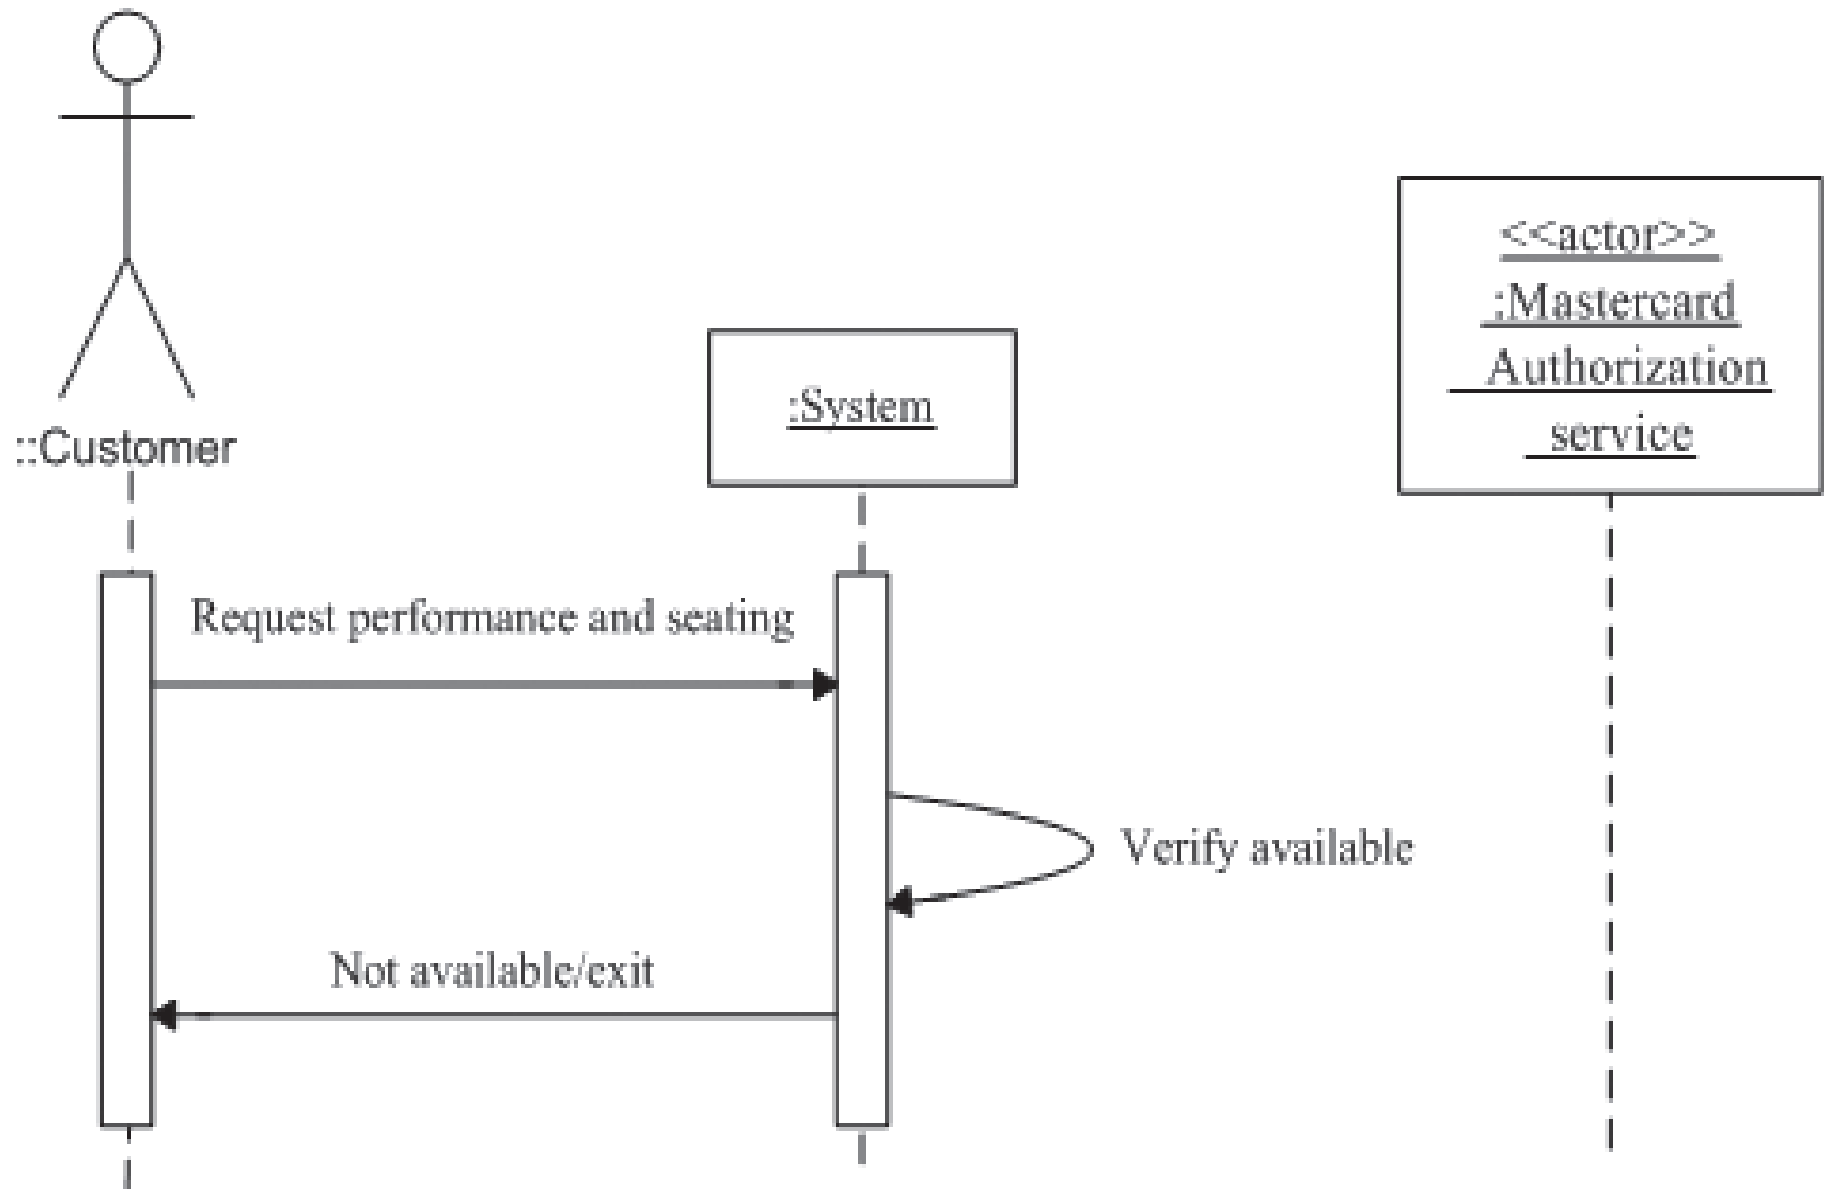 <<actor>>
:Mastercard
Authorization
service
:System
::Customer
Request performance and seating
Verify available
Not available/exit